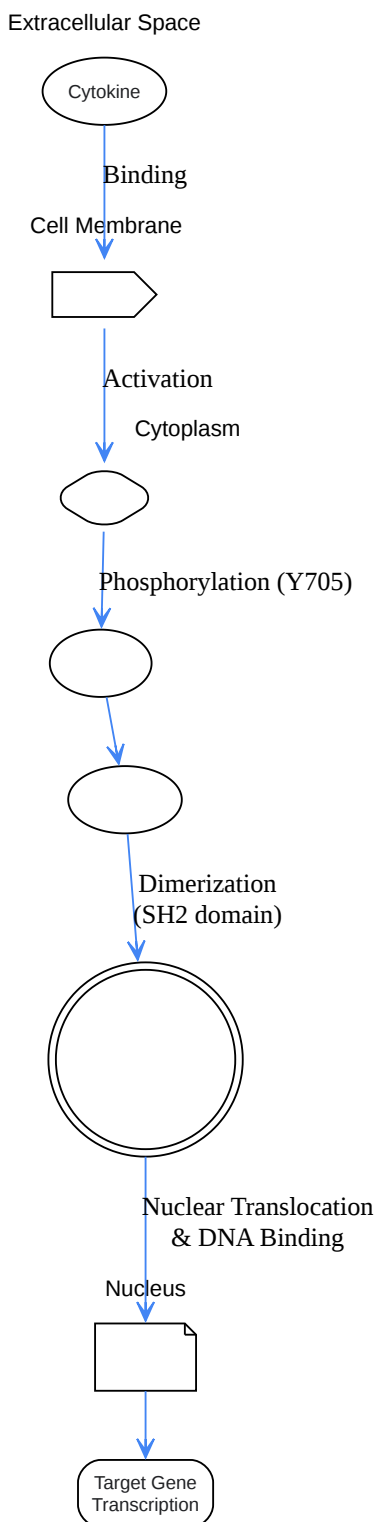 Extracellular Space
Cytokine
Binding
Cell Membrane
Activation
Cytoplasm
Phosphorylation (Y705)
Dimerization
(SH2 domain)
Nuclear Translocation
& DNA Binding
Nucleus
Target Gene
Transcription